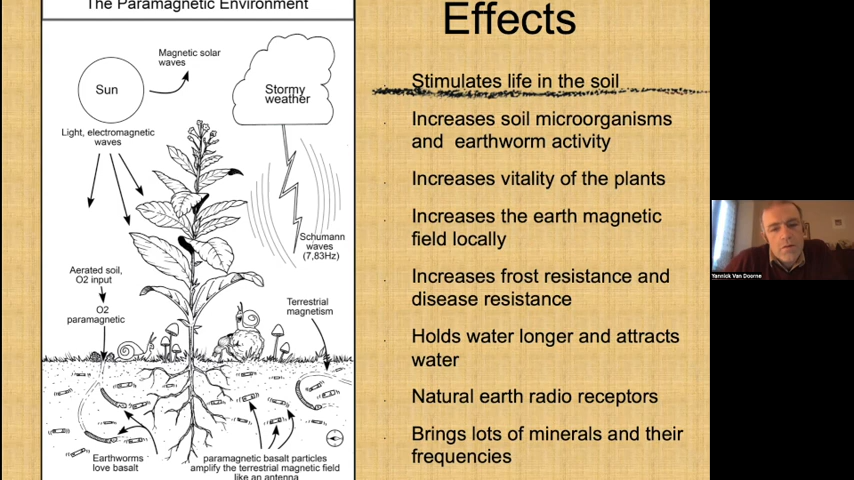 The Paramagnetic Environment
Magnetic solar
waves
Sun
Stormy
weather
Light, electromagnetic
waves
Schumann
waves
(7,83Hz)
Aerated soil,
O2 input
O2
paramagnetic
Terrestrial
magnetism
Earthworms
love basalt
paramagnetic basalt particles
amplify the terrestrial magnetic field
like an antenna
Effects
Stimulates life in the soil
Increases soil microorganisms
and earthworm activity
Increases vitality of the plants
Increases the earth magnetic
field locally
Increases frost resistance and
disease resistance
Holds water longer and attracts
water
Natural earth radio receptors
Brings lots of minerals and their
frequencies
Yannick Van Doorne